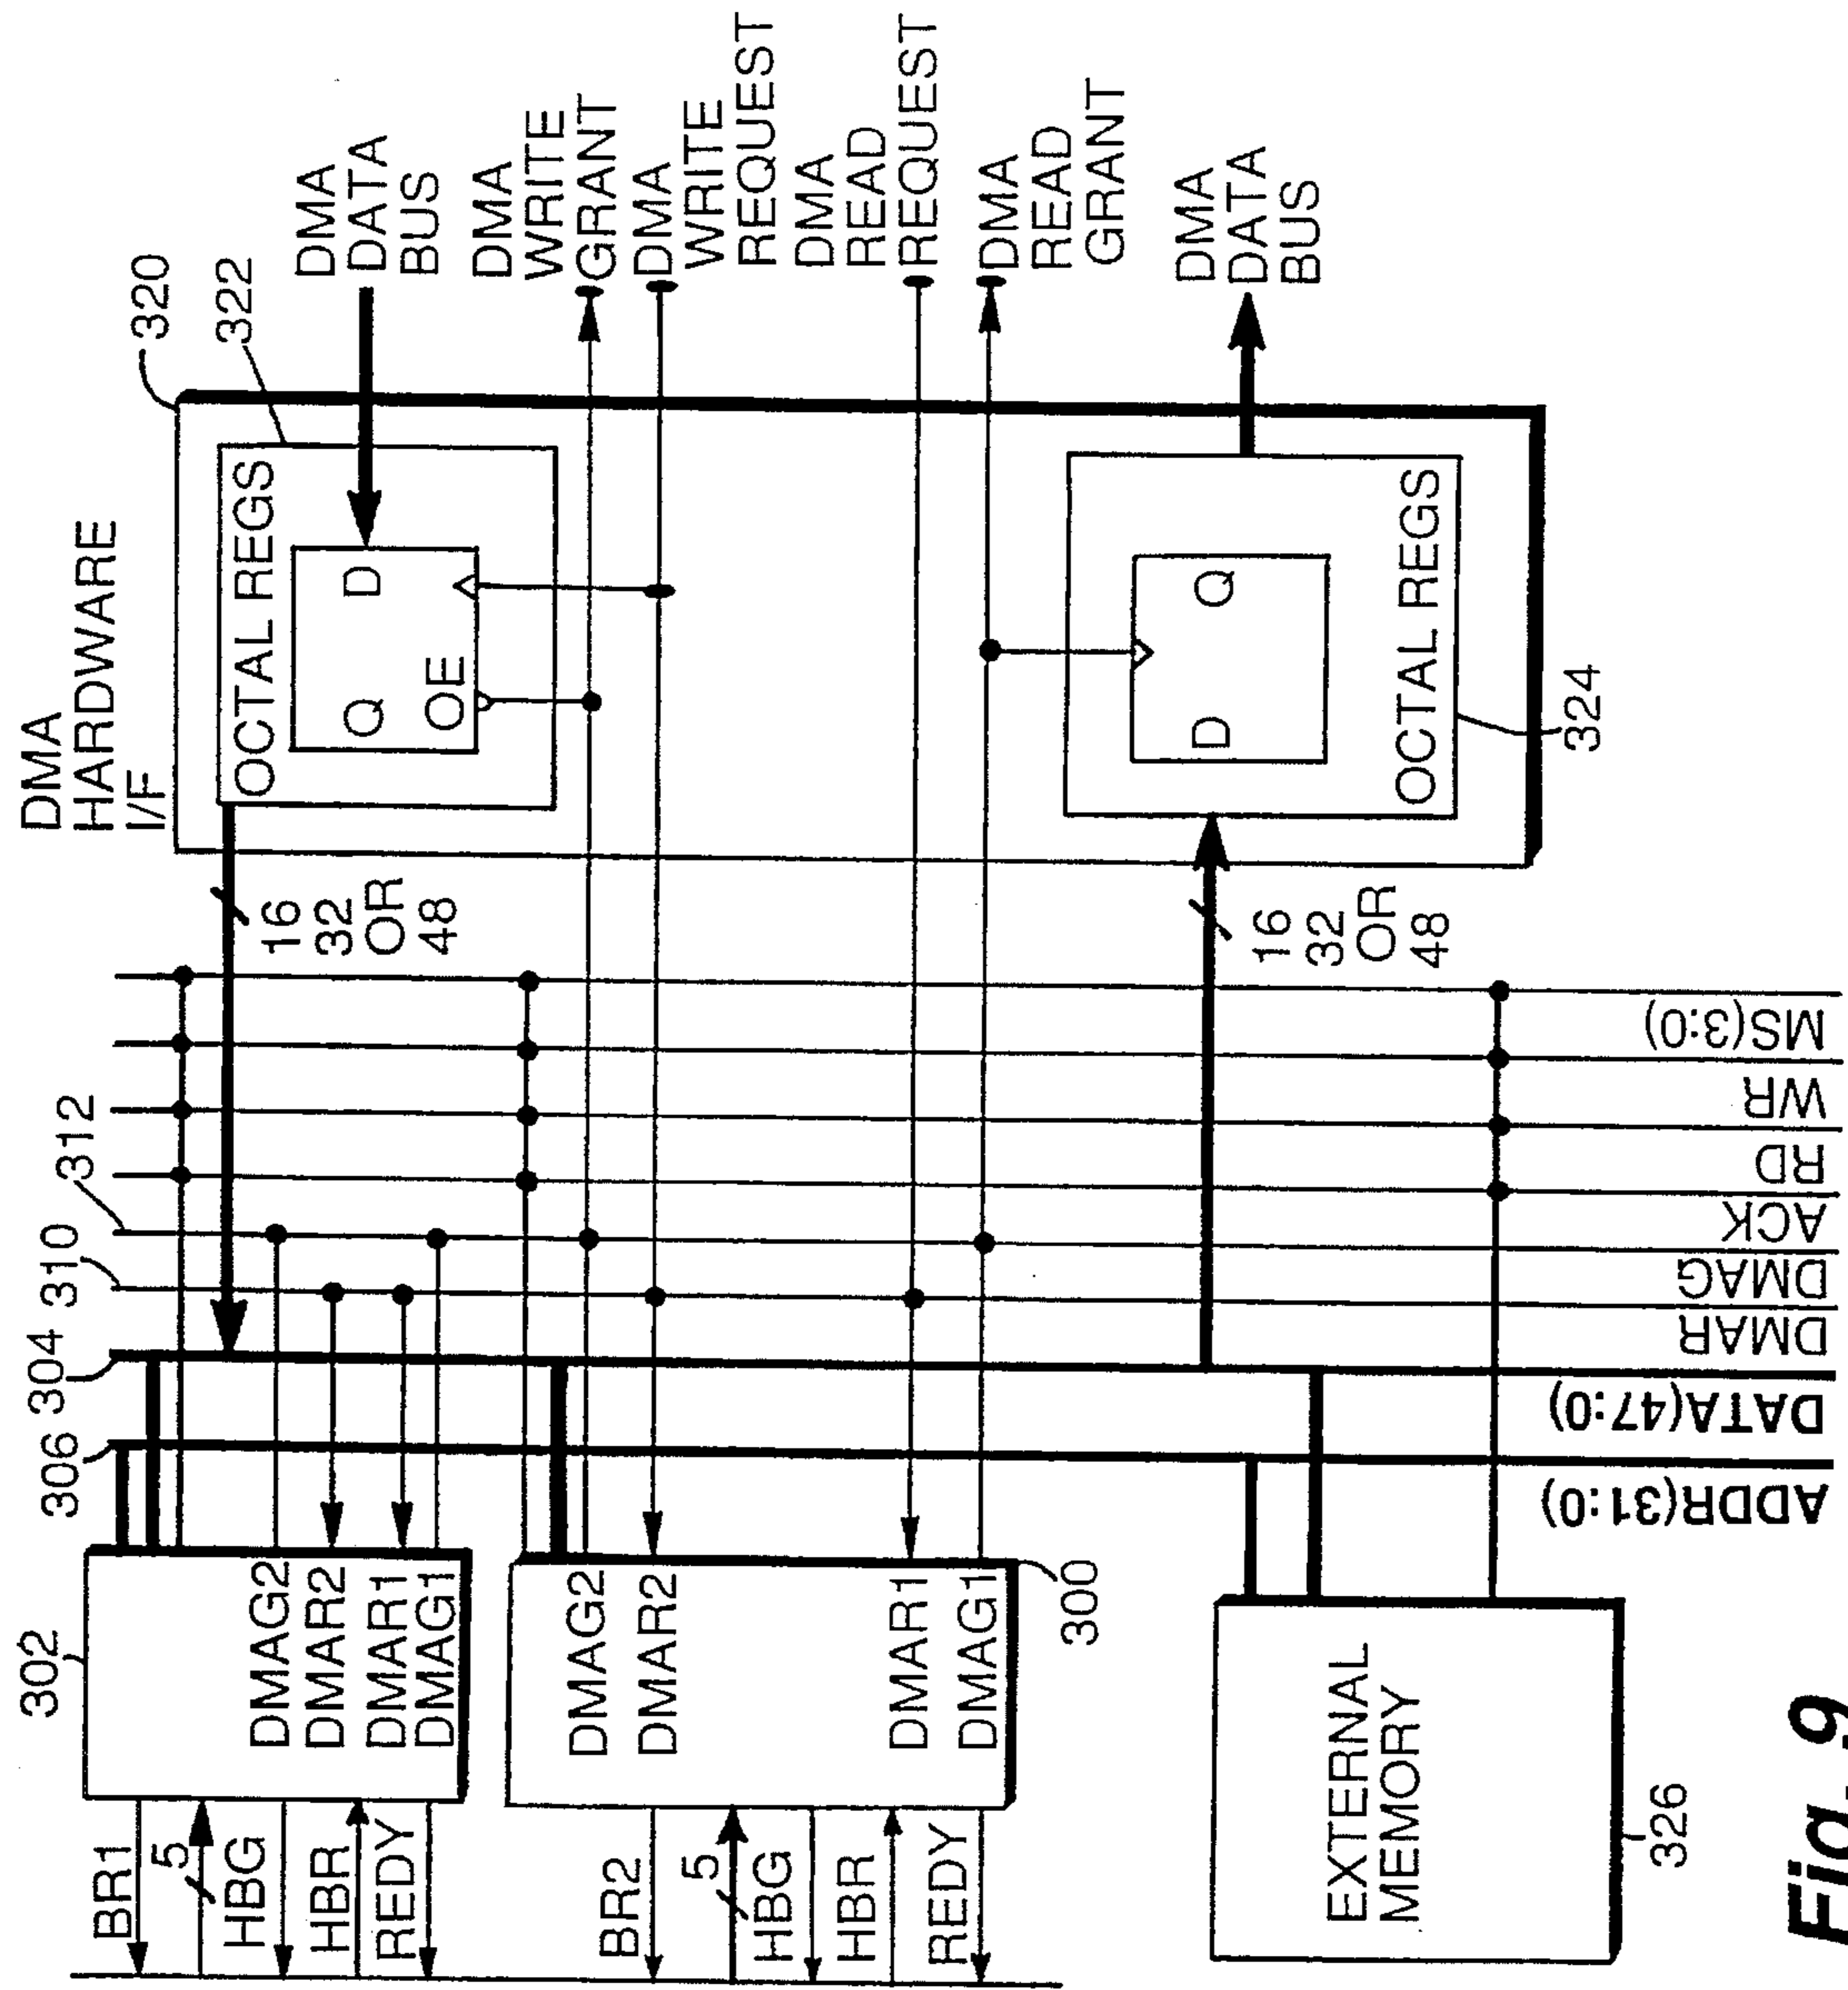 302
306
304
310
312
DMA
HARDWARE
I/F
320
322
BR1
5
HBG
HBR
REDY
DMAG2
DMAR2
DMAR1
DMAG1
16
32
OR
48
OCTAL REGS
Q
D
OE
DMA
DATA
BUS
DMA
WRITE
GRANT
DMA
WRITE
REQUEST
BR2
5
HBG
HBR
REDY
DMAG2
DMAR2
DMAR1
DMAG1
300
DMA
READ
REQUEST
DMA
READ
GRANT
EXTERNAL
MEMORY
326
16
32
OR
48
D
Q
OCTAL REGS
324
DMA
DATA
BUS
ADDR(31:0)
DATA(47:0)
DMAR
DMAG
ACK
RD
WR
MS(3:0)
Fig. 9